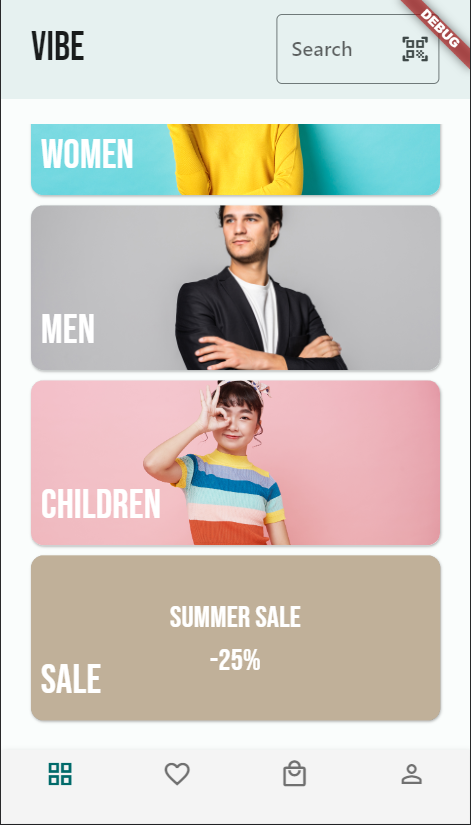 VIBE
Search
DEBUG
WOMEN
MEN
CHILDREN
SUMMER SALE
-25%
SALE